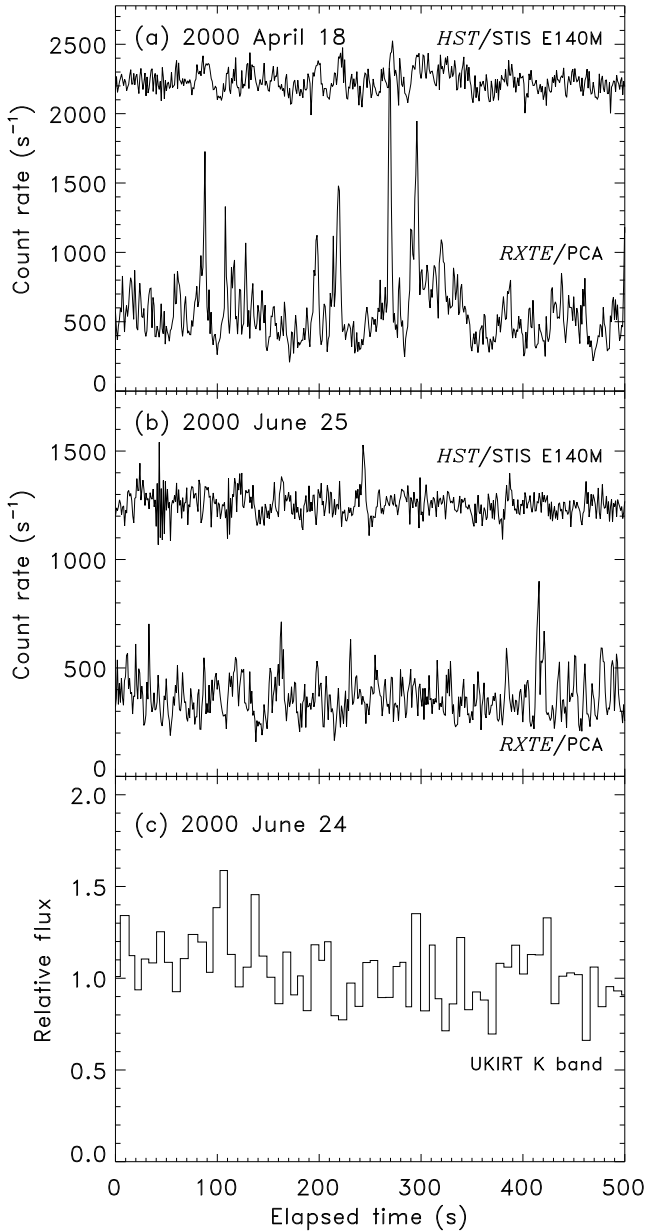 (a) 2000 April 18
HST/STIS E140M
2500
2000
1500
1000
500
0
Count rate (s⁻¹)
RXTE/PCA
(b) 2000 June 25
HST/STIS E140M
1500
1000
500
0
Count rate (s⁻¹)
RXTE/PCA
(c) 2000 June 24
2.0
1.5
1.0
0.5
0.0
Relative flux
UKIRT K band
0 100 200 300 400 500
Elapsed time (s)